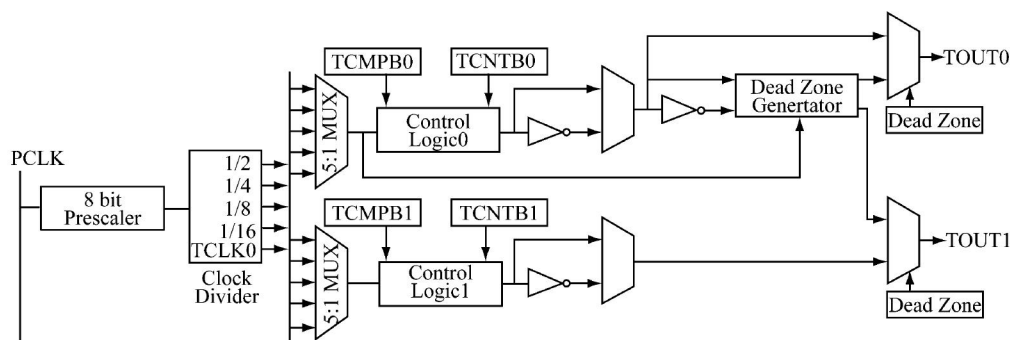 TCMPB0
TCNTB0
TOUT0
Dead Zone
Genertator
Control
Logic0
5:1 MUX
Dead Zone
PCLK
1/2
1/4
1/8
1/16
TCLK0
8 bit
Prescaler
Clock
Divider
TCMPB1
TCNTB1
TOUT1
5:1 MUX
Control
Logic1
Dead Zone